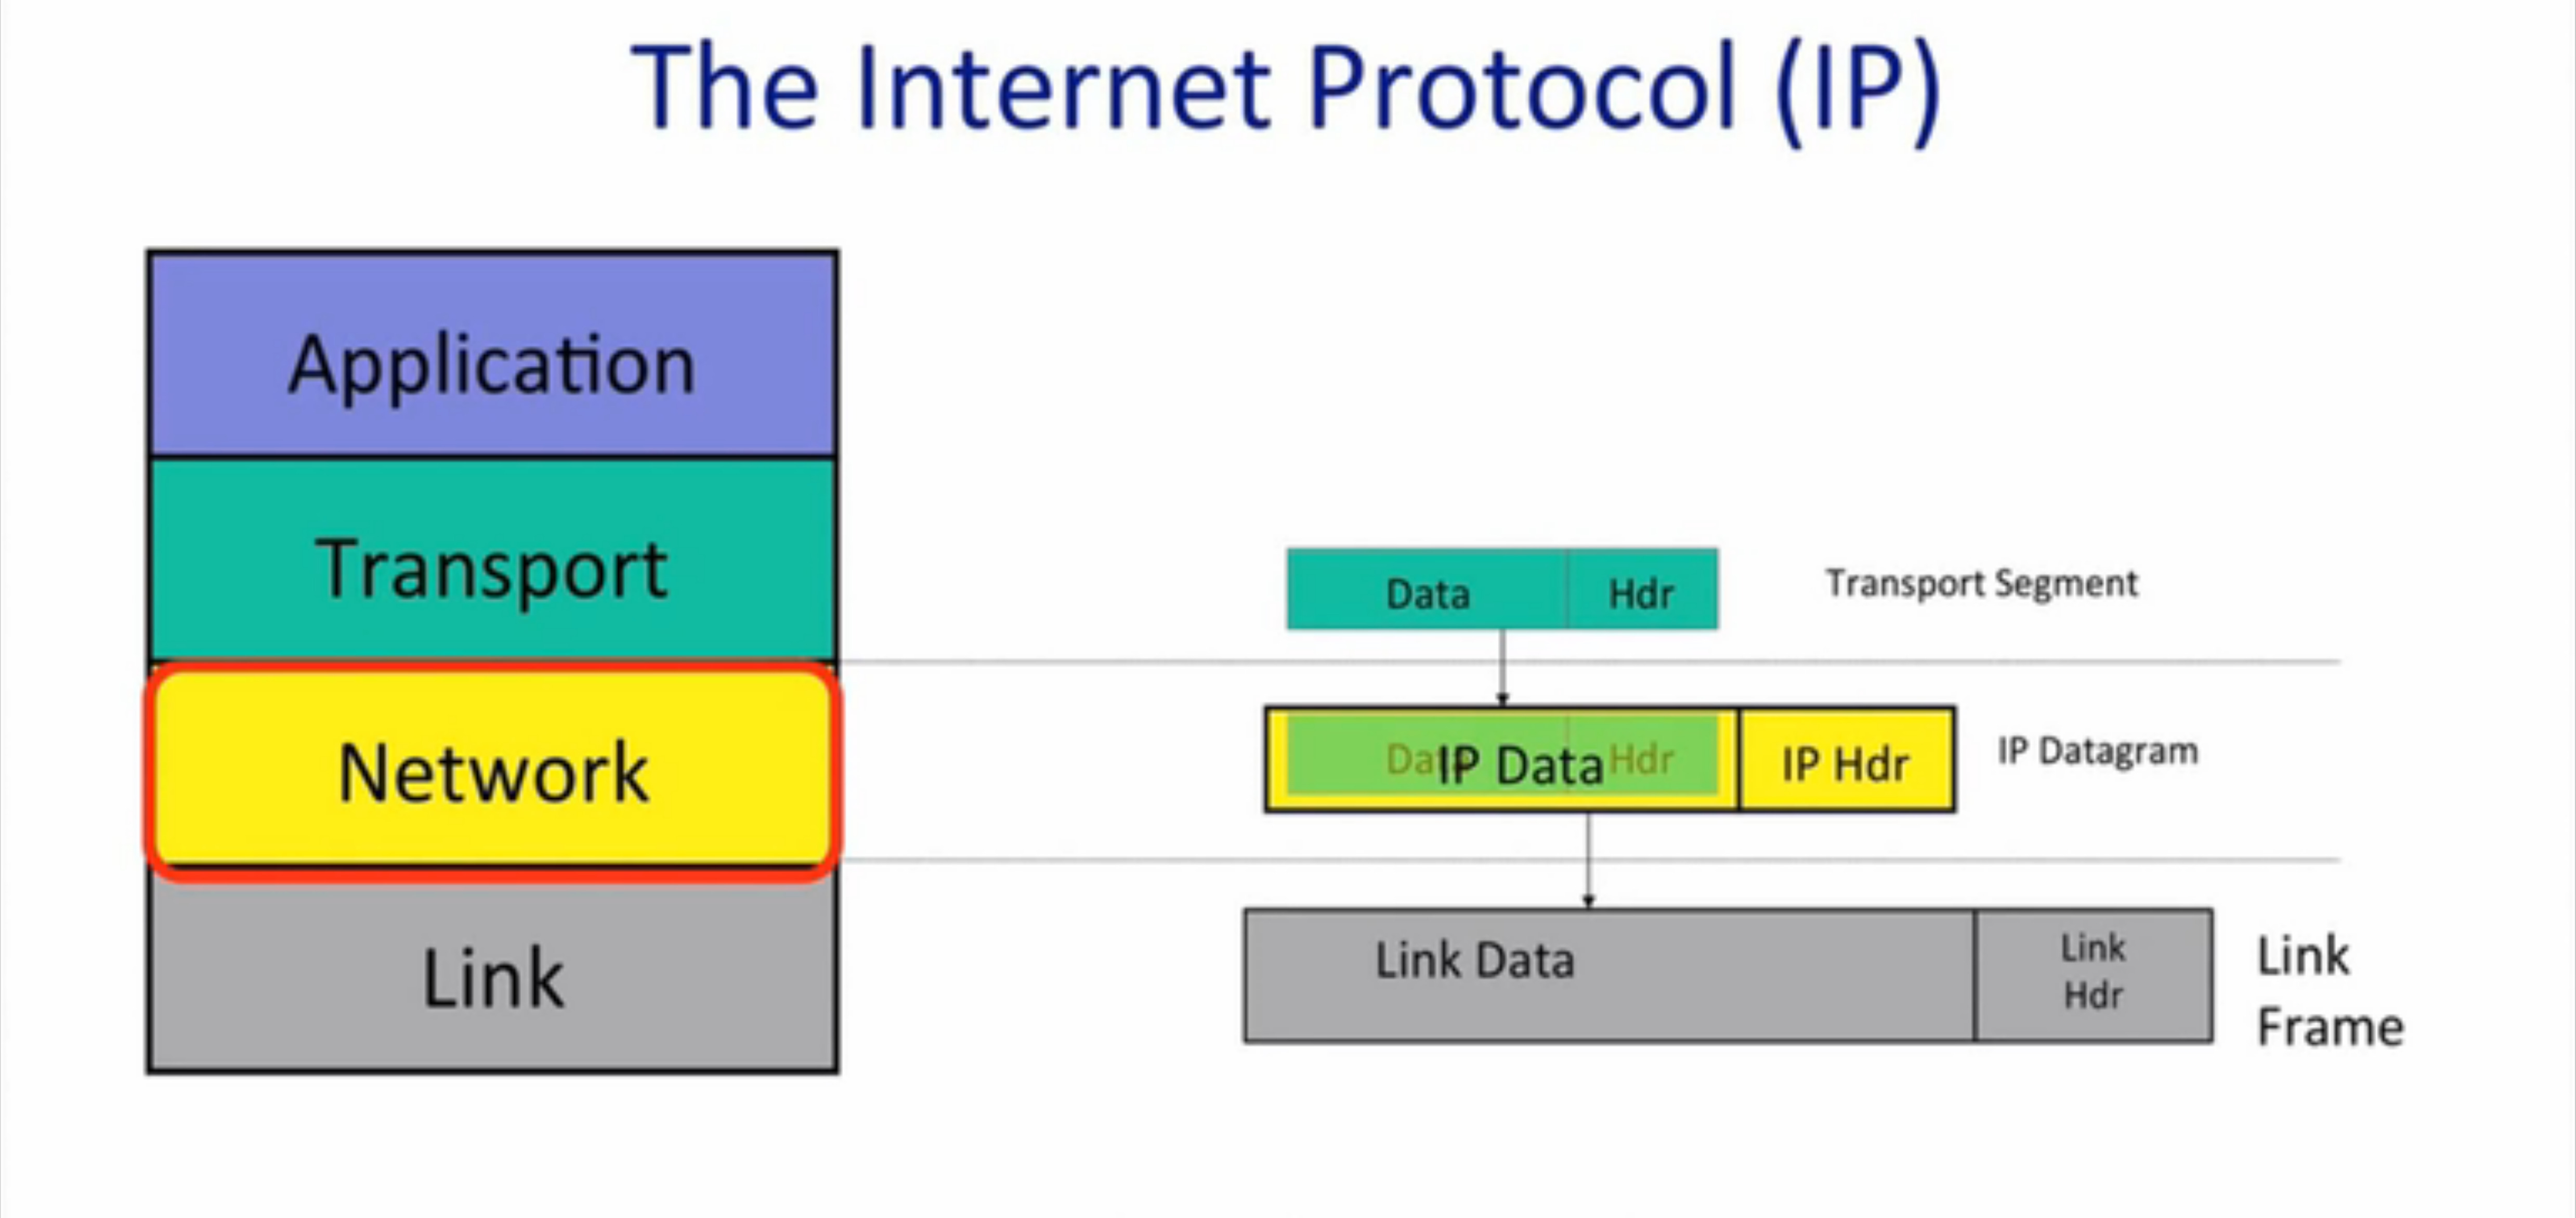 The Internet Protocol (IP)
Application
Transport
Network
Link
Data Hdr Transport Segment
Data Hdr
IP Data IP Hdr IP Datagram
Link Data
Link
Hdr
Link
Frame